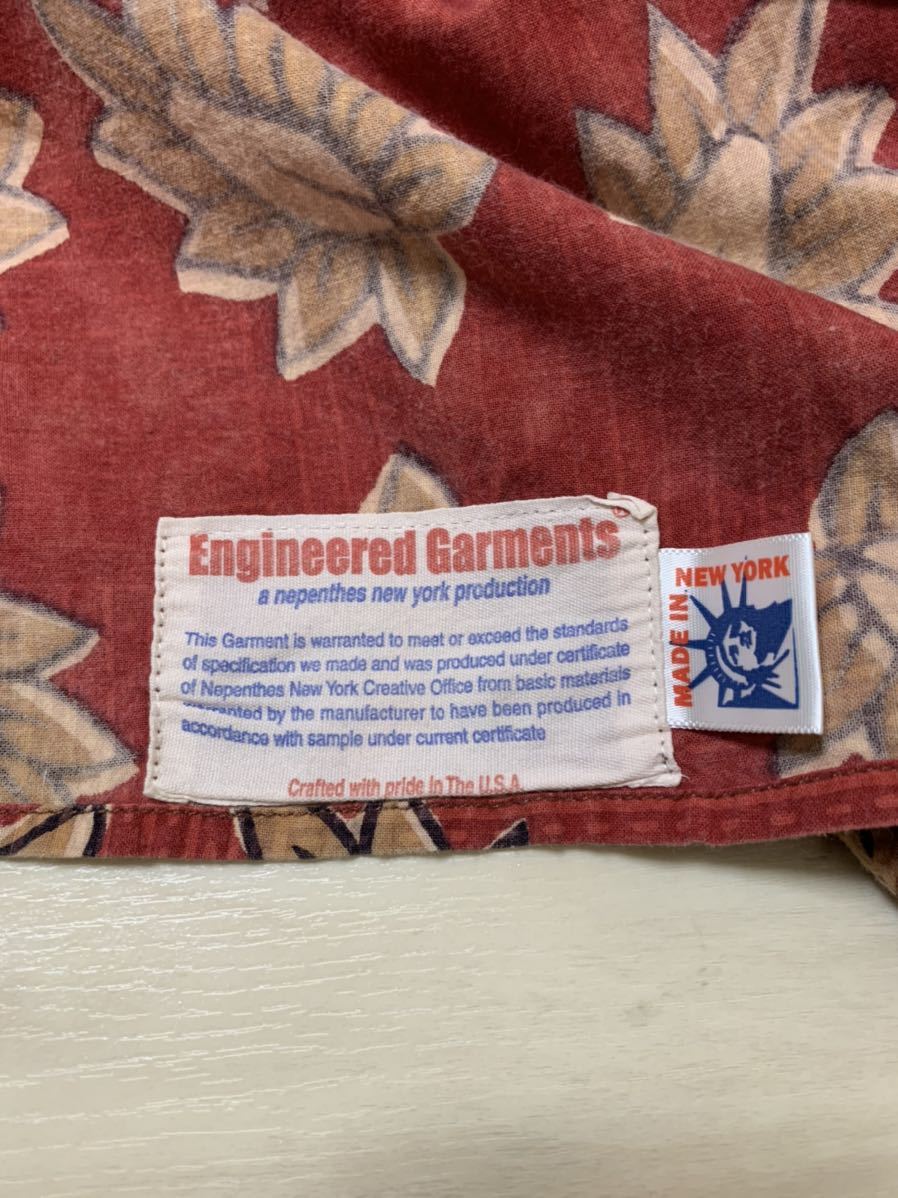 Engineered Garments
a nepenthes new york production
This Garment is warranted to meet or exceed the standards
of specification we made and was produced under certificate
of Nepenthes New York Creative Office from basic materials
warranted by the manufacturer to have been produced in
accordance with sample under current certificate
Crafted with pride In The U.S.A.
MADE IN NEW YORK